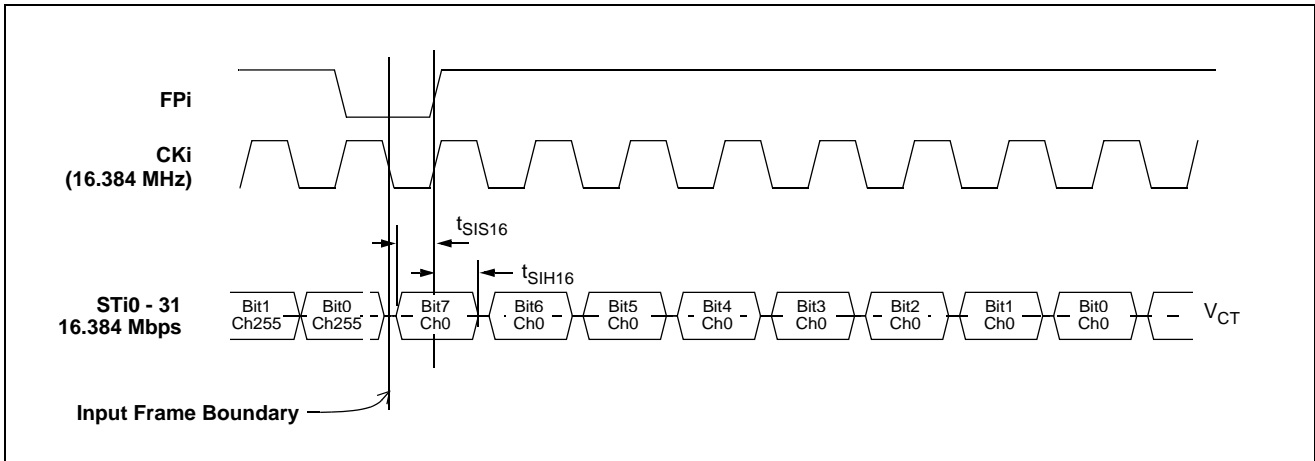 FPi
CKi
(16.384 MHz)
tSIS16
tSIH16
STi0 - 31
16.384 Mbps
Bit1
Ch255
Bit0
Ch255
Bit7
Ch0
Bit6
Ch0
Bit5
Ch0
Bit4
Ch0
Bit3
Ch0
Bit2
Ch0
Bit1
Ch0
Bit0
Ch0
VCT
Input Frame Boundary